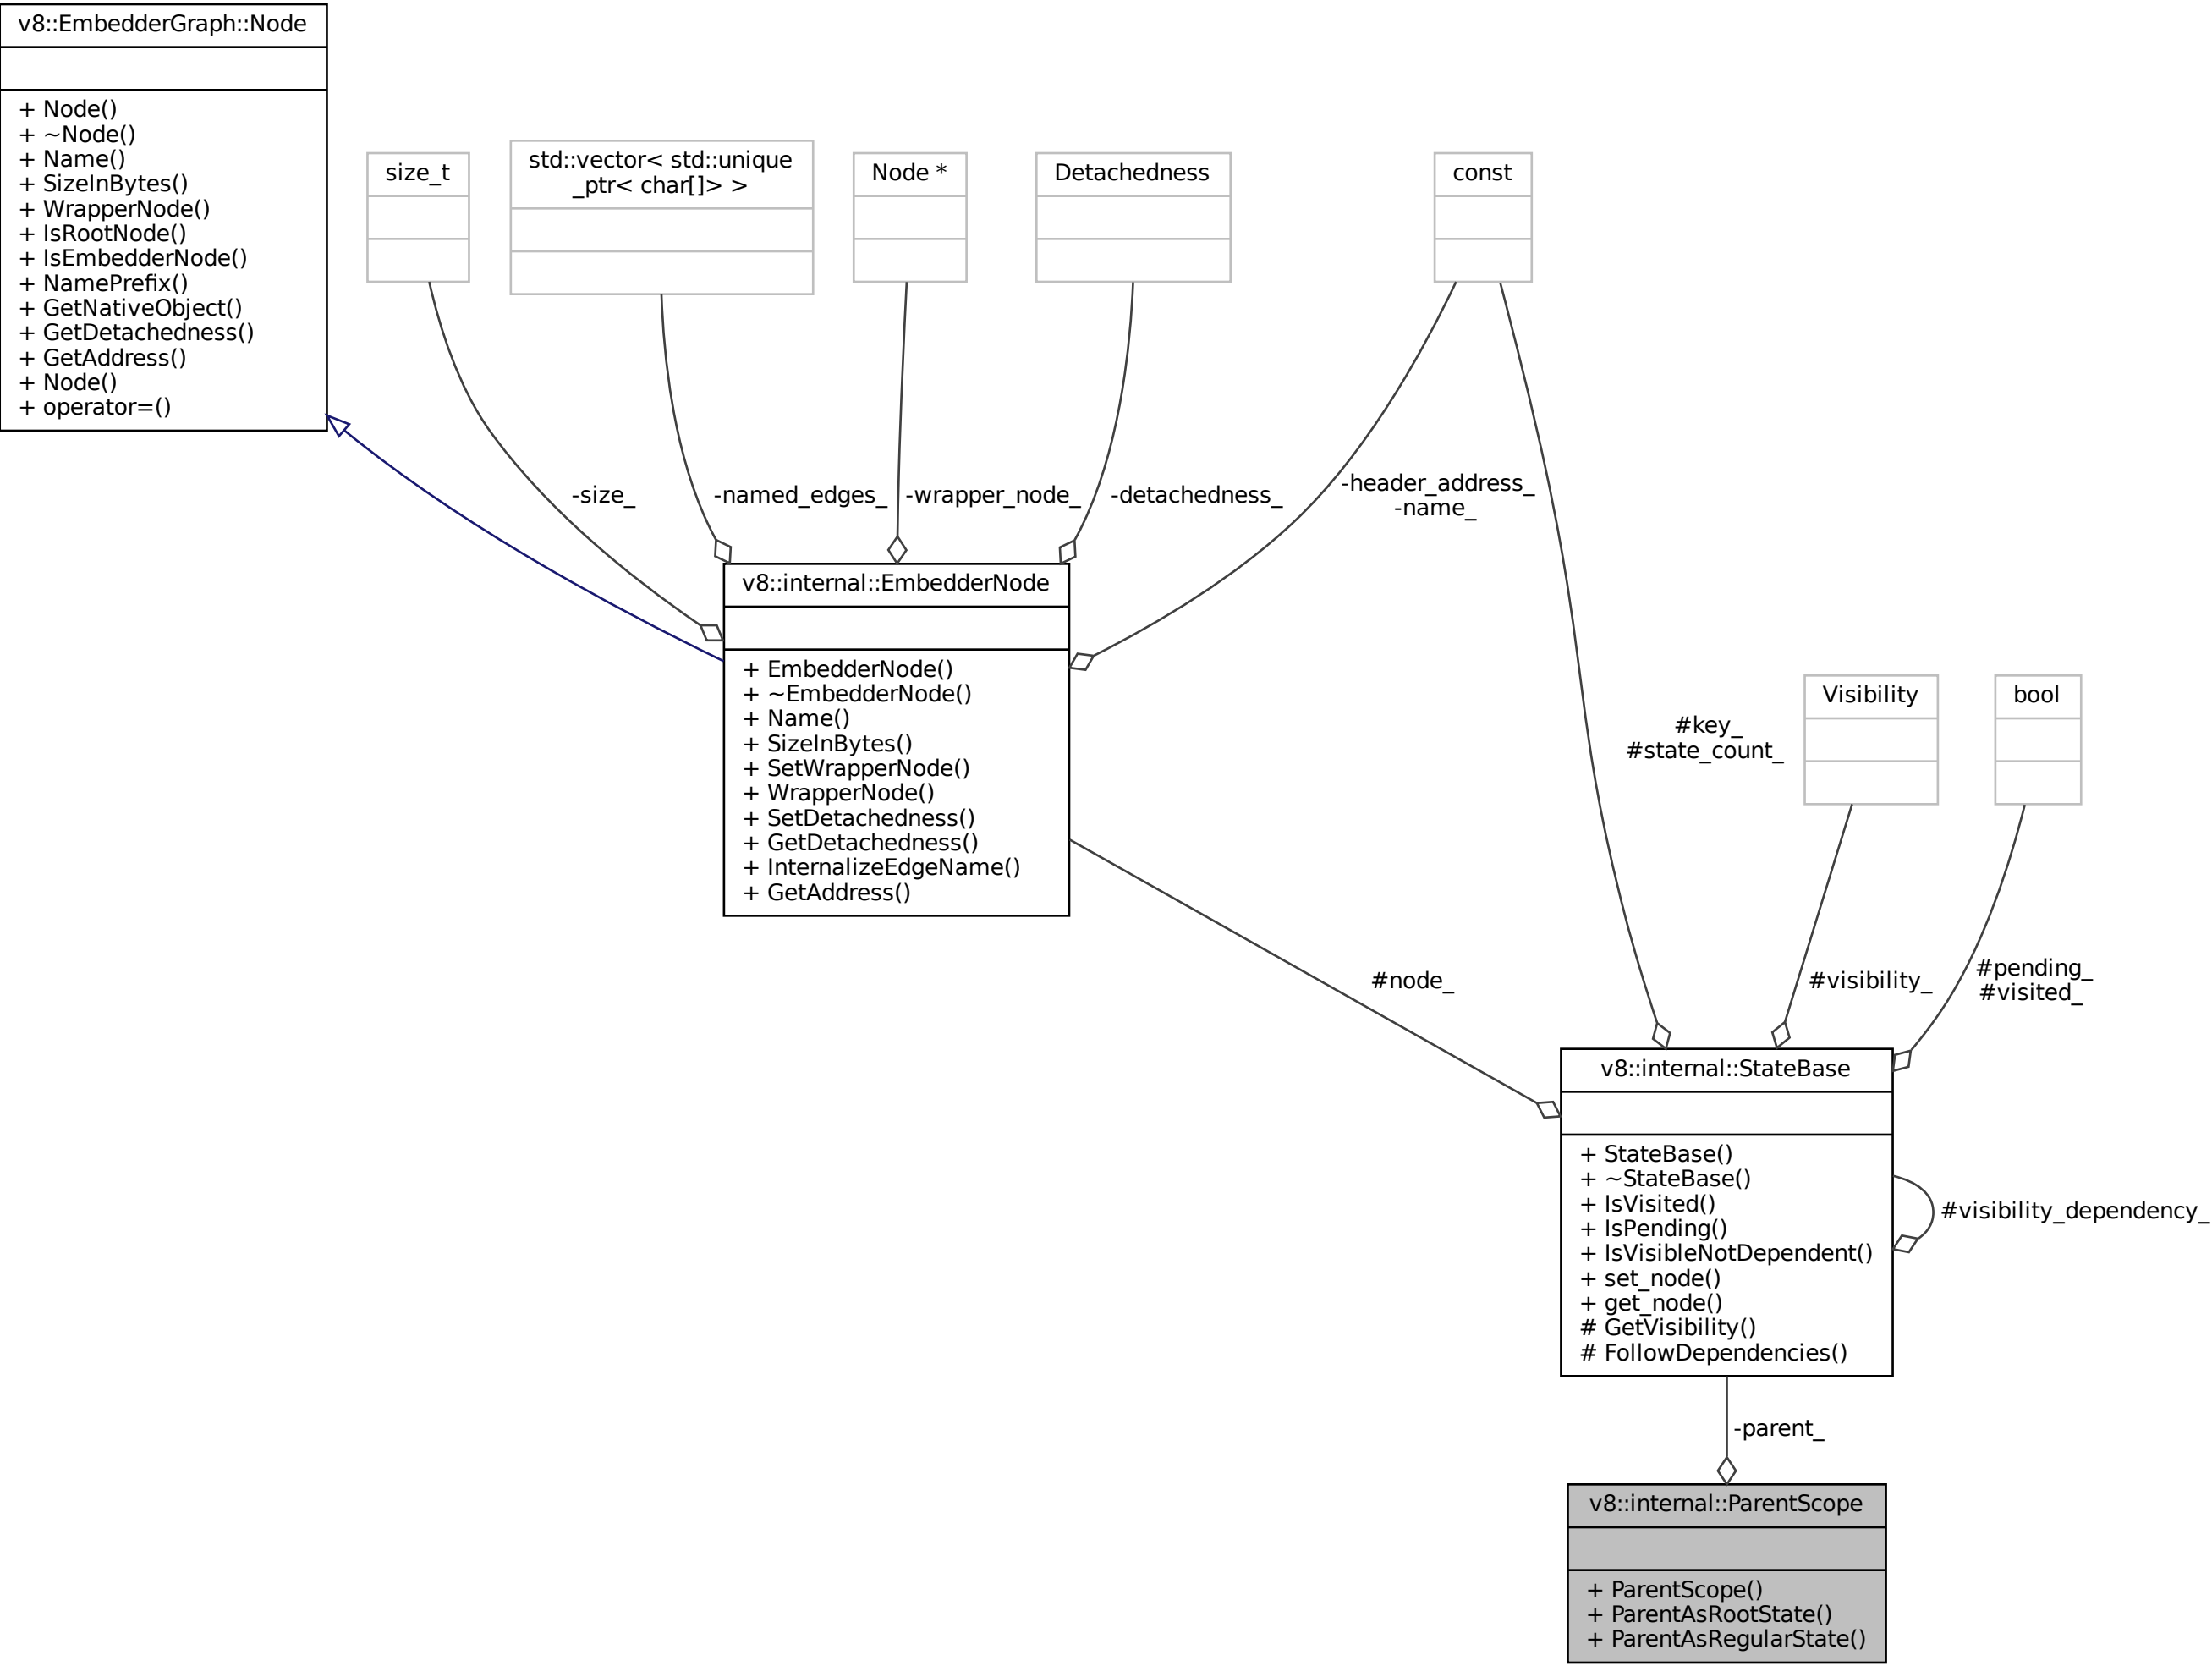 v8::EmbedderGraph::Node
+ Node()
+ ~Node()
+ Name()
+ SizeInBytes()
+ WrapperNode()
+ IsRootNode()
+ IsEmbedderNode()
+ NamePrefix()
+ GetNativeObject()
+ GetDetachedness()
+ GetAddress()
+ Node()
+ operator=()
size_t
std::vector< std::unique
_ptr< char[]> >
Node *
Detachedness
const
-size_
-named_edges_
-wrapper_node_
-detachedness_
-header_address_
-name_
v8::internal::EmbedderNode
+ EmbedderNode()
+ ~EmbedderNode()
+ Name()
+ SizeInBytes()
+ SetWrapperNode()
+ WrapperNode()
+ SetDetachedness()
+ GetDetachedness()
+ InternalizeEdgeName()
+ GetAddress()
#key_
#state_count_
Visibility
bool
#node_
#visibility_
#pending_
#visited_
v8::internal::StateBase
+ StateBase()
+ ~StateBase()
+ IsVisited()
+ IsPending()
+ IsVisibleNotDependent()
+ set_node()
+ get_node()
# GetVisibility()
# FollowDependencies()
#visibility_dependency_
-parent_
v8::internal::ParentScope
+ ParentScope()
+ ParentAsRootState()
+ ParentAsRegularState()